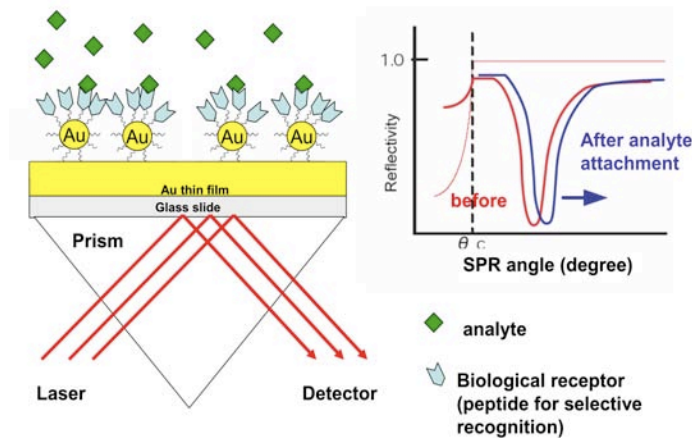 Au
Au
Au
Au
Au thin film
Glass slide
Prism
Laser
Detector
1.0
Reflectivity
After analyte
attachment
before
θ c
SPR angle (degree)
analyte
Biological receptor
(peptide for selective
recognition)